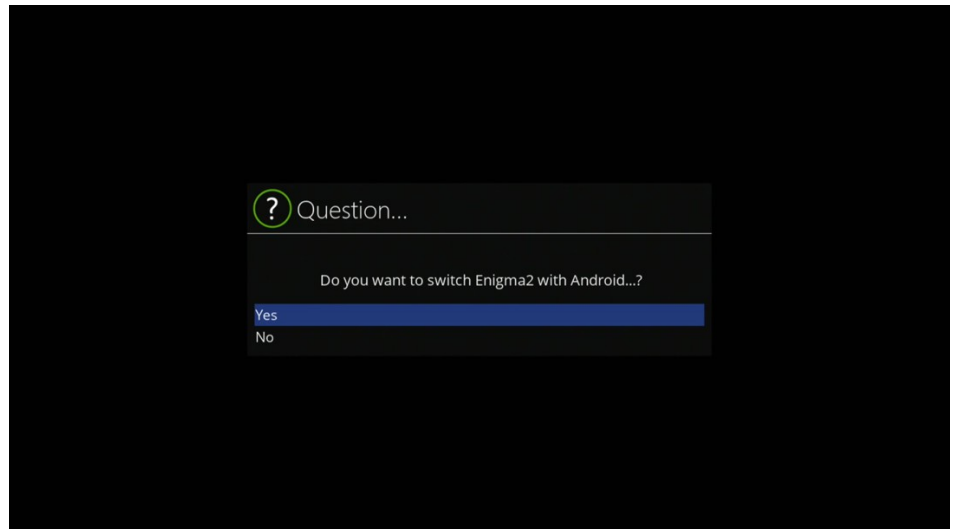 ? Question...
Do you want to switch Enigma2 with Android...?
Yes
No